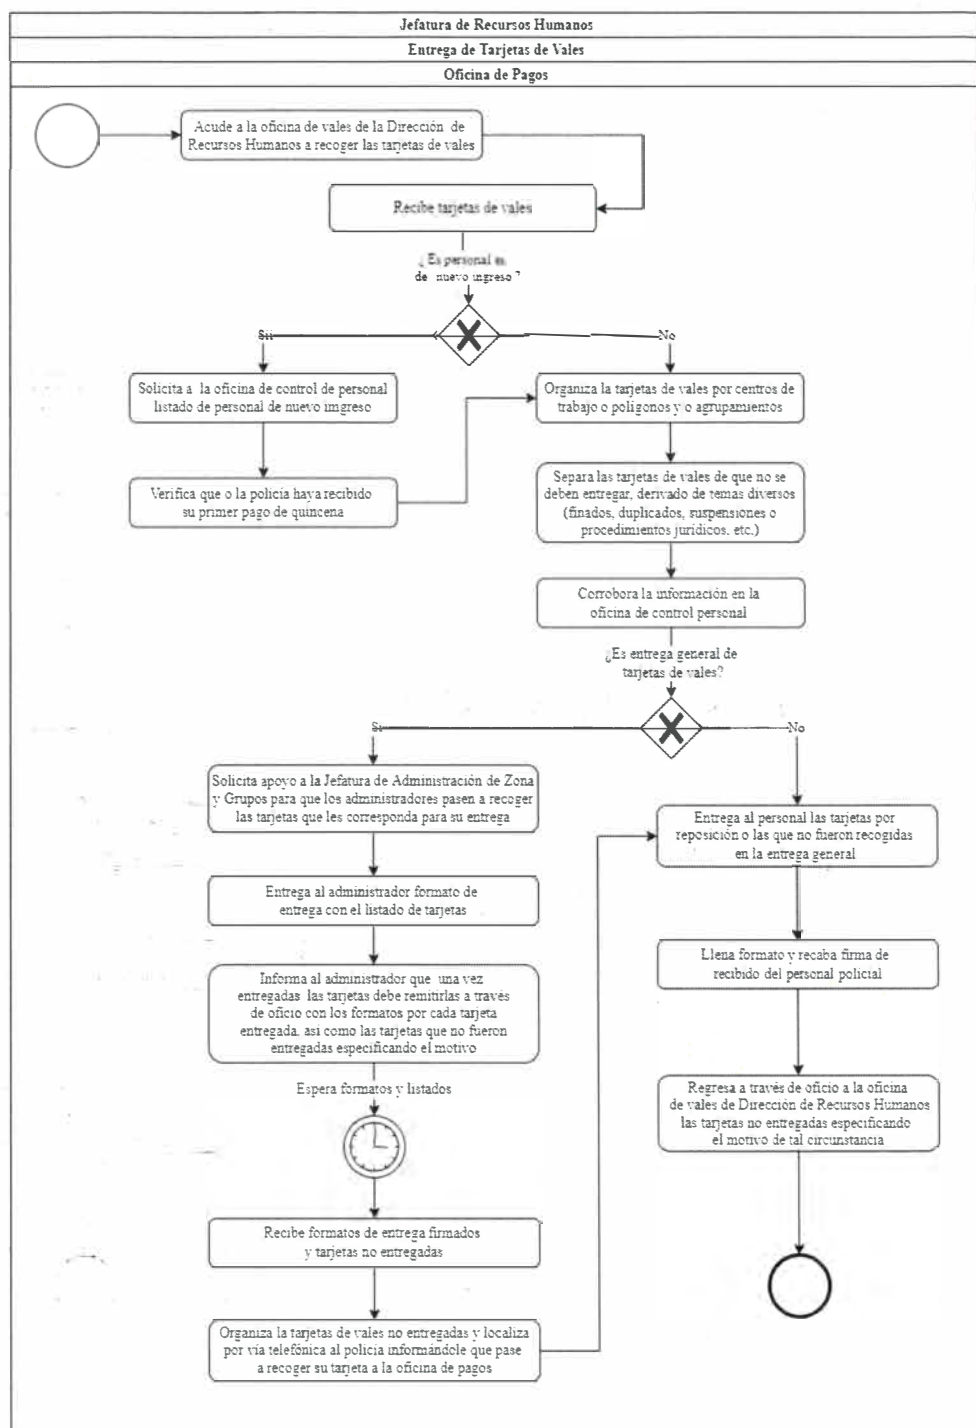 Jefatura de Recursos Humanos
Entrega de Tarjetas de Vales
Oficina de Pagos
Acude a la oficina de vales de la Dirección de
Recursos Humanos a recoger las tarjetas de vales
Recibe tarjetas de vales
¿Es personal es
de nuevo ingreso?
Sii
No
Solicita a la oficina de control de personal
listado de personal de nuevo imgreso
Verifica que o la policía haya recibido
su primer pago de quincena
Organiza la tarjetas de vales por centros de
trabajo o polígonos y o agrupamientos
Separa las tarjetas de vales de que no se
deben entregar, derivado de temas diversos
(finados, duplicados, suspensiones o
procedimientos jurídicos, etc.)
Corrobora la información en la
oficina de control personal
¿Es entrega general de
tarjetas de vales?
Si
No
Solicita apoyo a la Jefatura de Administración de Zona
y Grupos para que los administradores pasen a recoger
las tarjetas que les corresponda para su entrega
Entrega al administrador formato de
entrega con el listado de tarjetas
Informa al administrador que una vez
entregadas las tarjetas debe remitirlas a través
de oficio con los formatos por cada tarjeta
entregada, asi como las tarjetas que no fueron
entregadas especificando el motivo
Espera formatos y listados
Recibe formatos de entrega firmados
y tarjetas no entregadas
Organiza la tarjetas de vales no entregadas y localiza
por vía telefónica al policia informándole que pase
a recoger su tarjeta a la oficina de pagos
Entrega al personal las tarjetas por
reposición o las que no fueron recogidas
en la entrega general
Llena formato y recaba firma de
recibido del personal policial
Regresa a través de oficio a la oficina
de vales de Dirección de Recursos Humanos
las tarjetas no entregadas especificando
el motivo de tal circunstancia